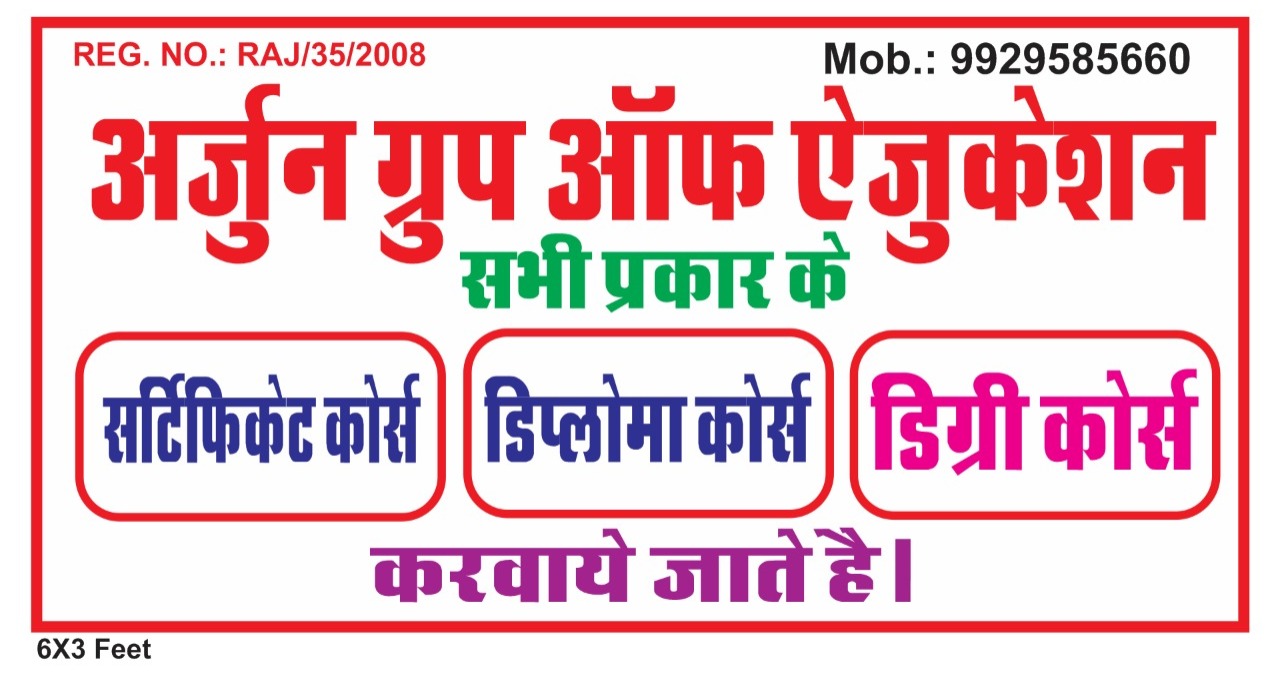 REG. NO.: RAJ/35/2008 Mob.: 9929585660
अर्जुन ग्रुप ऑफ ऐजुकेशन
सभी प्रकार के
सर्टिफिकेट कोर्स डिप्लोमा कोर्स डिग्री कोर्स
करवाये जाते है।
6X3 Feet